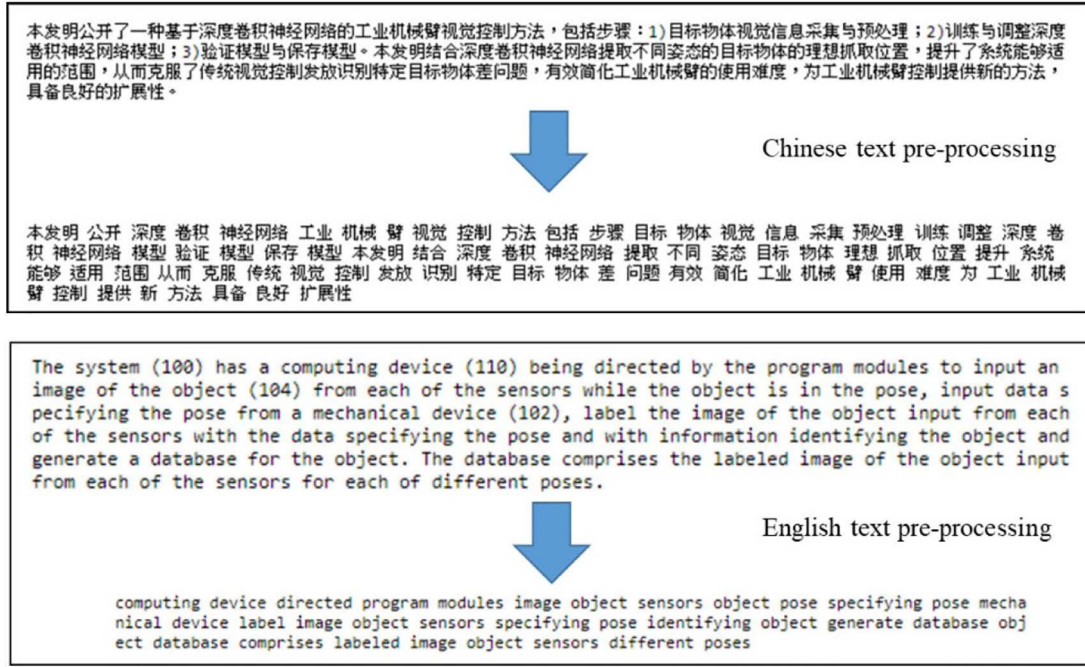 本发明公开了一种基于深度卷积神经网络的工业机械臂视觉控制方法，包括步骤：1)目标物体视觉信息采集与预处理；2)训练与调整深度
卷积神经网络模型；3)验证模型与保存模型。本发明结合深度卷积神经网络提取不同姿态的目标物体的理想抓取位置，提升了系统能够适
用的范围，从而克服了传统视觉控制发放识别特定目标物体差问题，有效简化工业机械臂的使用难度，为工业机械臂控制提供新的方法，
具备良好的扩展性。
Chinese text pre-processing
本发明 公开 深度 卷积 神经网络 工业 机械 臂 视觉 控制 方法 包括 步骤 目标 物体 视觉 信息 采集 预处理 训练 调整 深度 卷
积 神经网络 模型 验证 模型 保存 模型 本发明 结合 深度 卷积 神经网络 提取 不同 姿态 目标 物体 理想 抓取 位置 提升 系统
能够 适用 范围 从而 克服 传统 视觉 控制 发放 识别 特定 目标 物体 差 问题 有效 简化 工业 机械 臂 使用 难度 为 工业 机械
臂 控制 提供 新 方法 具备 良好 扩展性
The system (100) has a computing device (110) being directed by the program modules to input an
image of the object (104) from each of the sensors while the object is in the pose, input data s
pecifying the pose from a mechanical device (102), label the image of the object input from each
of the sensors with the data specifying the pose and with information identifying the object and
generate a database for the object. The database comprises the labeled image of the object input
from each of the sensors for each of different poses.
English text pre-processing
computing device directed program modules image object sensors object pose specifying pose mecha
nical device label image object sensors specifying pose identifying object generate database obj
ect database comprises labeled image object sensors different poses